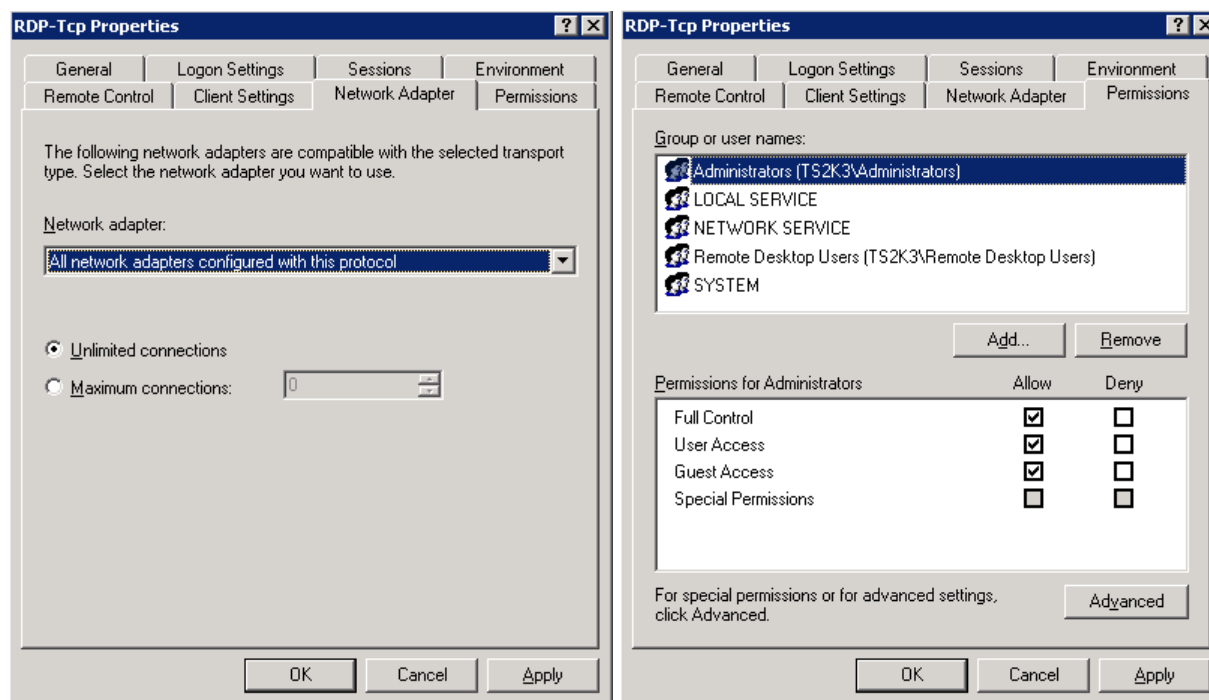 RDP-Tcp Properties
General Logon Settings Sessions Environment
Remote Control Client Settings Network Adapter Permissions
The following network adapters are compatible with the selected transport
type. Select the network adapter you want to use.
Network adapter:
All network adapters configured with this protocol
Unlimited connections
Maximum connections: 0
OK Cancel Apply
RDP-Tcp Properties
General Logon Settings Sessions Environment
Remote Control Client Settings Network Adapter Permissions
Group or user names:
Administrators (TS2K3\Administrators)
LOCAL SERVICE
NETWORK SERVICE
Remote Desktop Users (TS2K3\Remote Desktop Users)
SYSTEM
Add... Remove
Permissions for Administrators Allow Deny
Full Control
User Access
Guest Access
Special Permissions
For special permissions or for advanced settings,
click Advanced.
Advanced
OK Cancel Apply